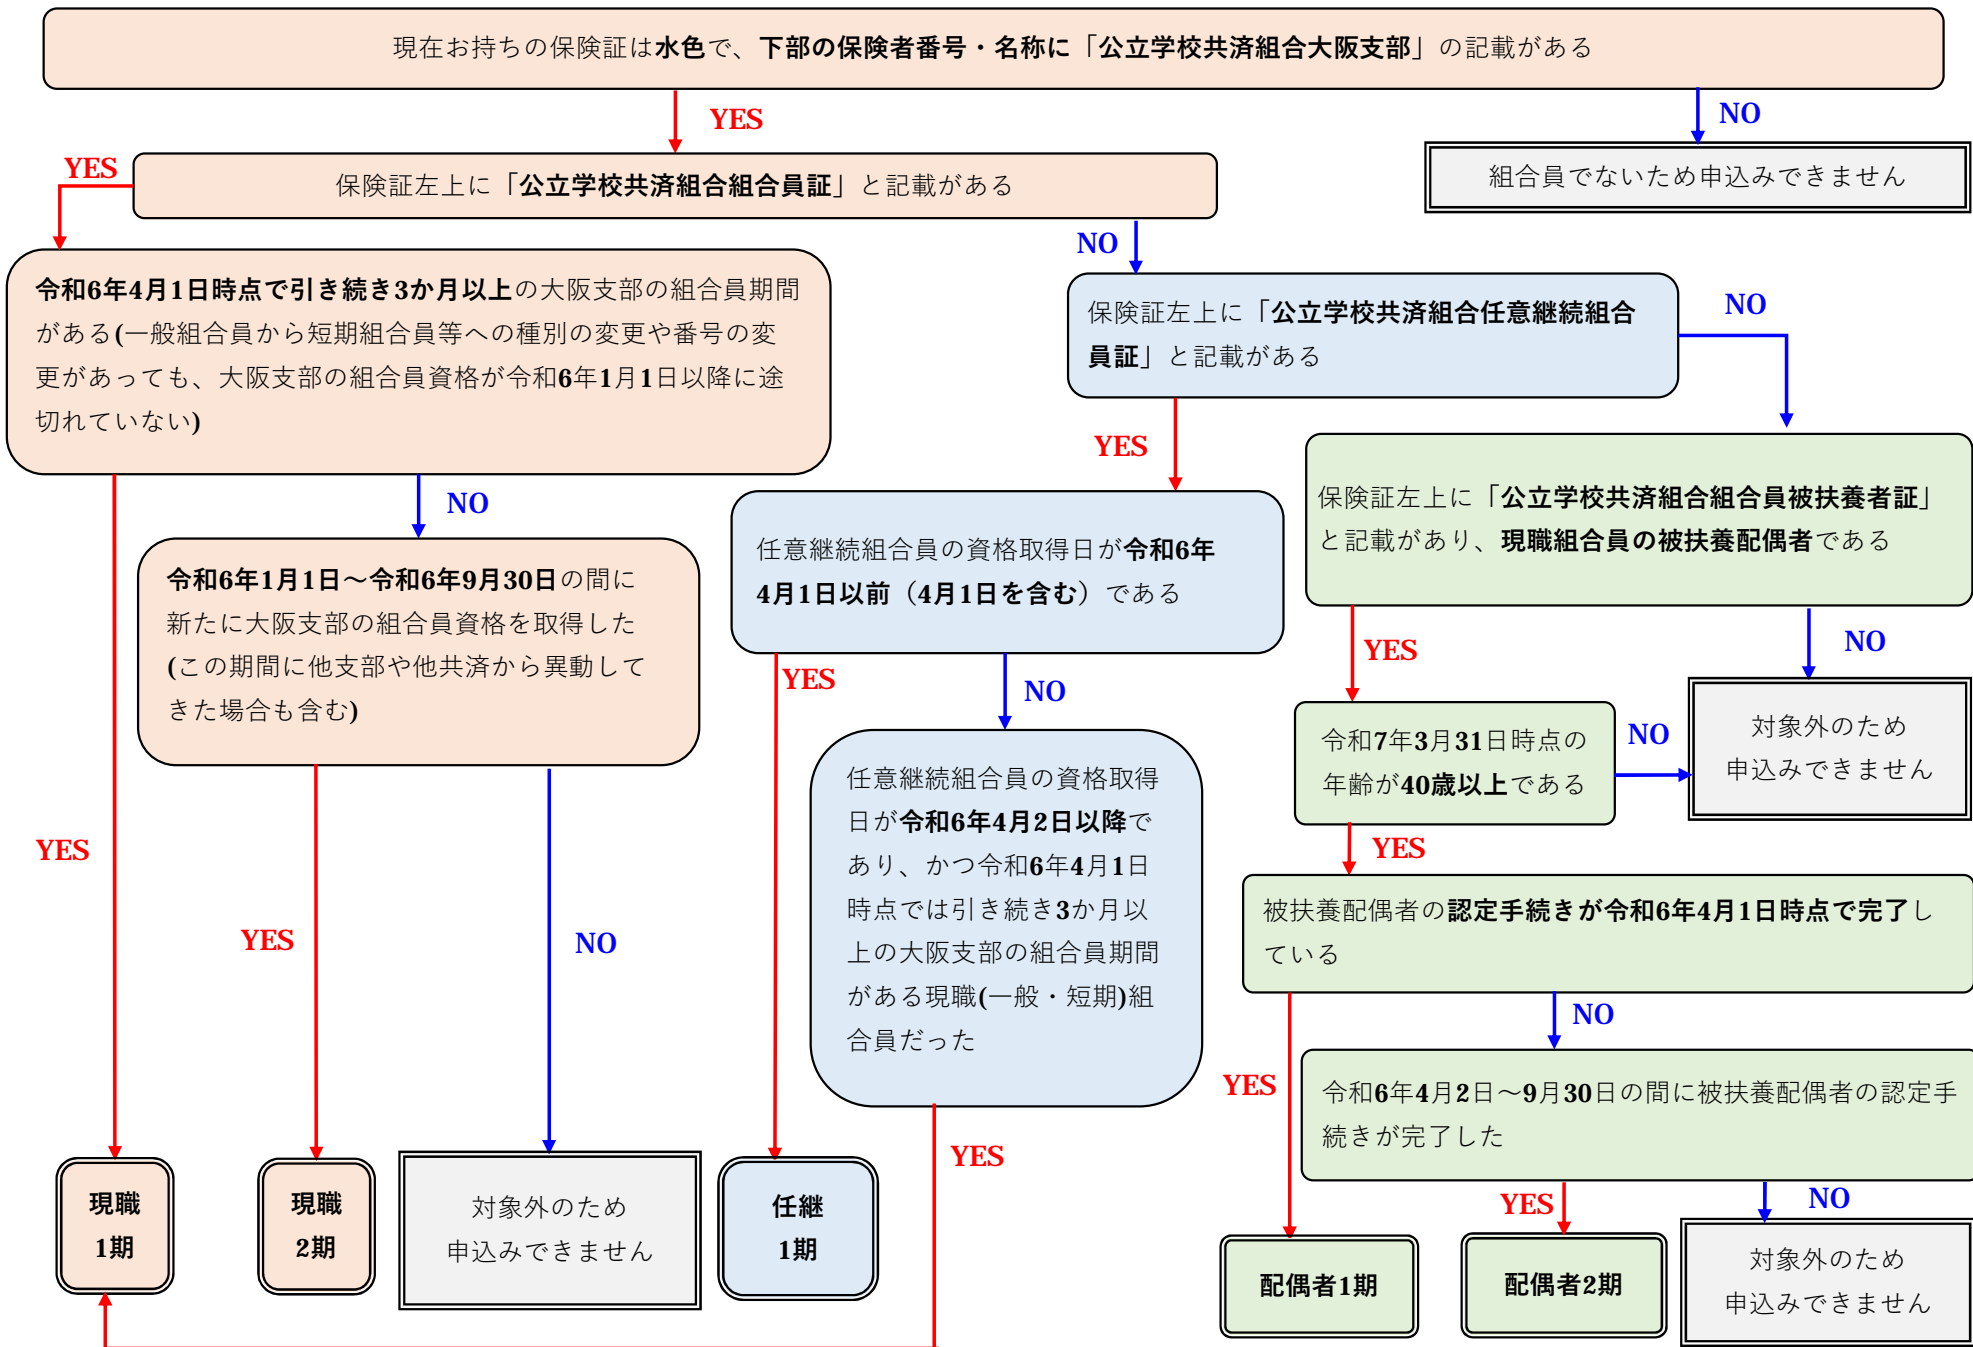 現在お持ちの保険証は水色で、下部の保険者番号・名称に「公立学校共済組合大阪支部」の記載がある
YES
NO
組合員でないため申込みできません
YES
保険証左上に「公立学校共済組合組合員証」と記載がある
NO
令和6年4月1日時点で引き続き3か月以上の大阪支部の組合員期間
がある(一般組合員から短期組合員等への種別の変更や番号の変
更があっても、大阪支部の組合員資格が令和6年1月1日以降に途
切れていない)
保険証左上に「公立学校共済組合任意継続組合
員証」と記載がある
NO
YES
NO
YES
令和6年1月1日～令和6年9月30日の間に
新たに大阪支部の組合員資格を取得した
(この期間に他支部や他共済から異動して
きた場合も含む)
任意継続組合員の資格取得日が令和6年
4月1日以前（4月1日を含む）である
保険証左上に「公立学校共済組合組合員被扶養者証」
と記載があり、現職組合員の被扶養配偶者である
YES
NO
YES
NO
YES
NO
任意継続組合員の資格取得
日が令和6年4月2日以降で
あり、かつ令和6年4月1日
時点では引き続き3か月以
上の大阪支部の組合員期間
がある現職(一般・短期)組
合員だった
令和7年3月31日時点の
年齢が40歳以上である
NO
対象外のため
申込みできません
YES
被扶養配偶者の認定手続きが令和6年4月1日時点で完了し
ている
YES
NO
令和6年4月2日～9月30日の間に被扶養配偶者の認定手
続きが完了した
YES
YES
NO
現職
1期
現職
2期
対象外のため
申込みできません
任継
1期
配偶者1期
配偶者2期
対象外のため
申込みできません